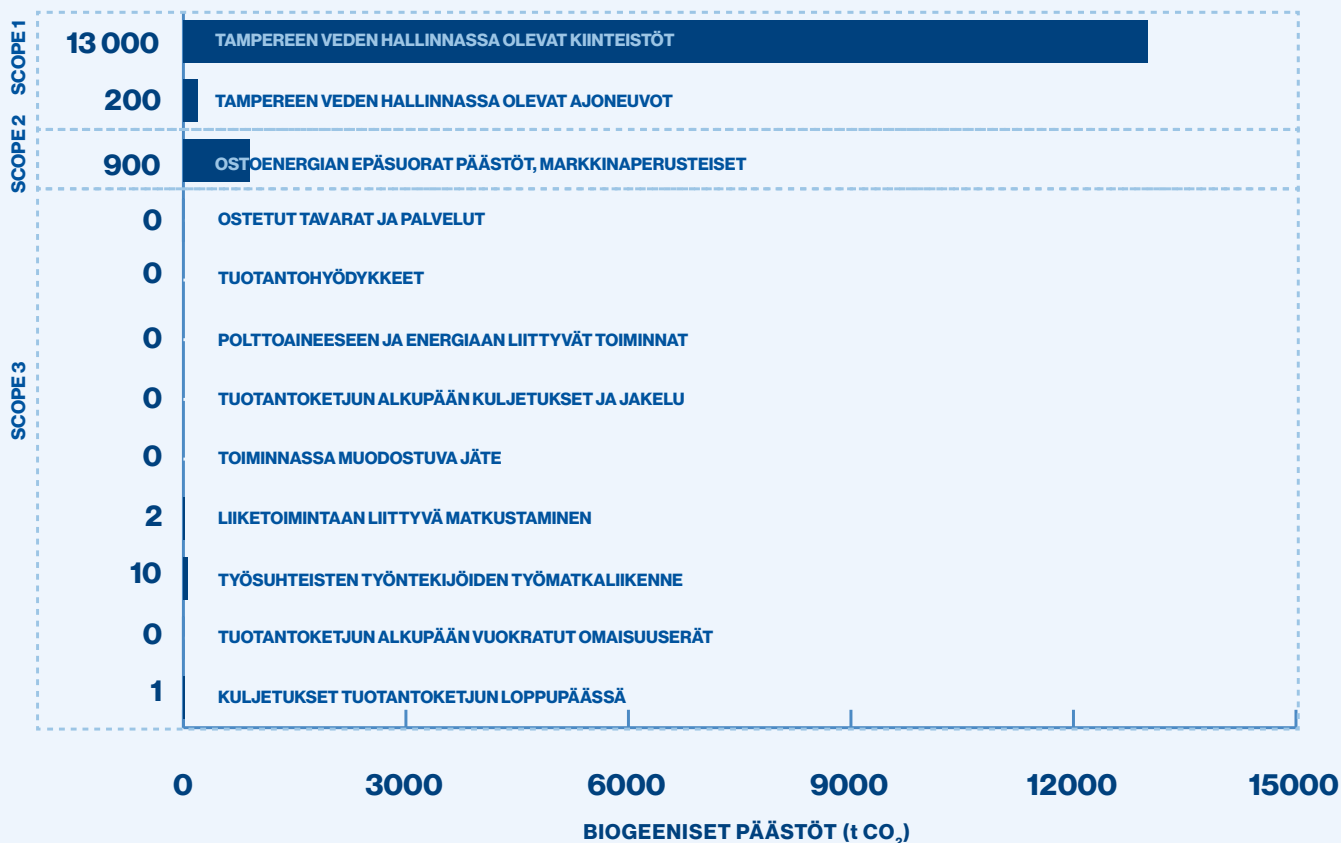 SCOPE 1
13 000 TAMPEREEN VEDEN HALLINNASSA OLEVAT KIINTEISTÖT
200 TAMPEREEN VEDEN HALLINNASSA OLEVAT AJONEUVOT
SCOPE 2
900 OSTOENERGIAN EPÄSUORAT PÄÄSTÖT, MARKKINAPERUSTEISET
SCOPE 3
0 OSTETUT TAVARAT JA PALVELUT
0 TUOTANTOHYÖDYKKEET
0 POLTTOAINEESEEN JA ENERGIAAN LIITTYVÄT TOIMINNAT
0 TUOTANTOKETJUN ALKUPÄÄN KULJETUKSET JA JAKELU
0 TOIMINNASSA MUODOSTUVA JÄTE
2 LIIKETOIMINTAAN LIITTYVÄ MATKUSTAMINEN
10 TYÖSUHTEISTEN TYÖNTEKIJÖIDEN TYÖMATKALIIKENNE
0 TUOTANTOKETJUN ALKUPÄÄN VUOKRATUT OMAISUUSERÄT
1 KULJETUKSET TUOTANTOKETJUN LOPPUPÄÄSSÄ
0 3000 6000 9000 12000 15000
BIOGEENISET PÄÄSTÖT (t CO₂)